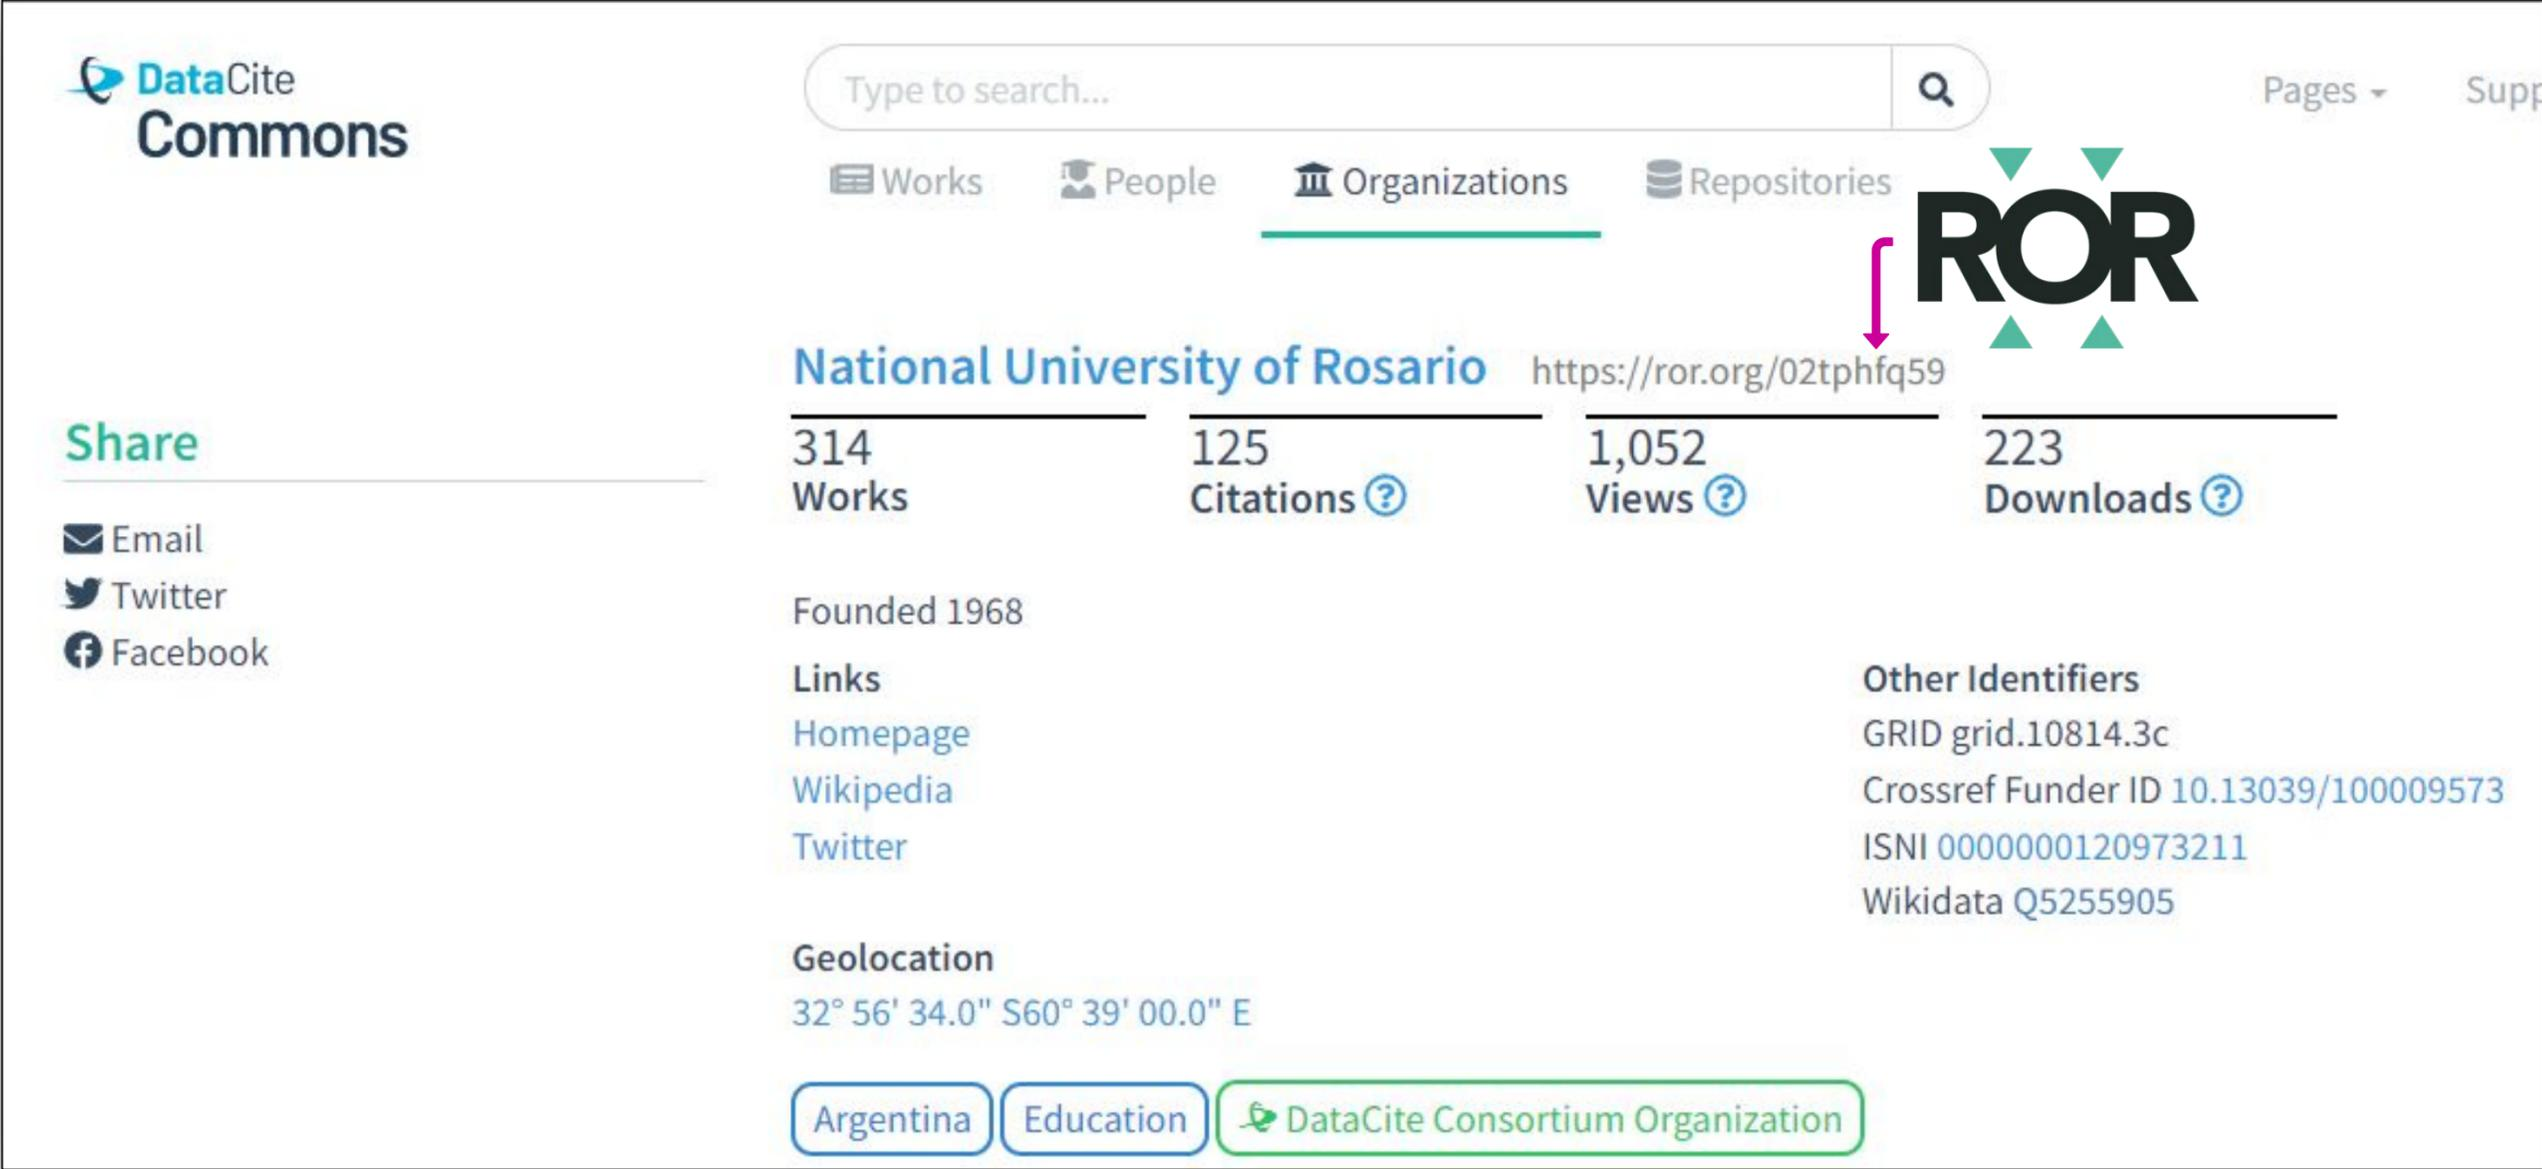 DataCite
Commons
Type to search...
Pages
Supp
Works People Organizations Repositories
ROR
National University of Rosario https://ror.org/02tphfq59
314 125 1,052 223
Works Citations ? Views ? Downloads ?
Share
Email
Twitter
Facebook
Founded 1968
Links
Homepage
Wikipedia
Twitter
Other Identifiers
GRID grid.10814.3c
Crossref Funder ID 10.13039/100009573
ISNI 0000000120973211
Wikidata Q5255905
Geolocation
32° 56' 34.0" S60° 39' 00.0" E
Argentina Education DataCite Consortium Organization